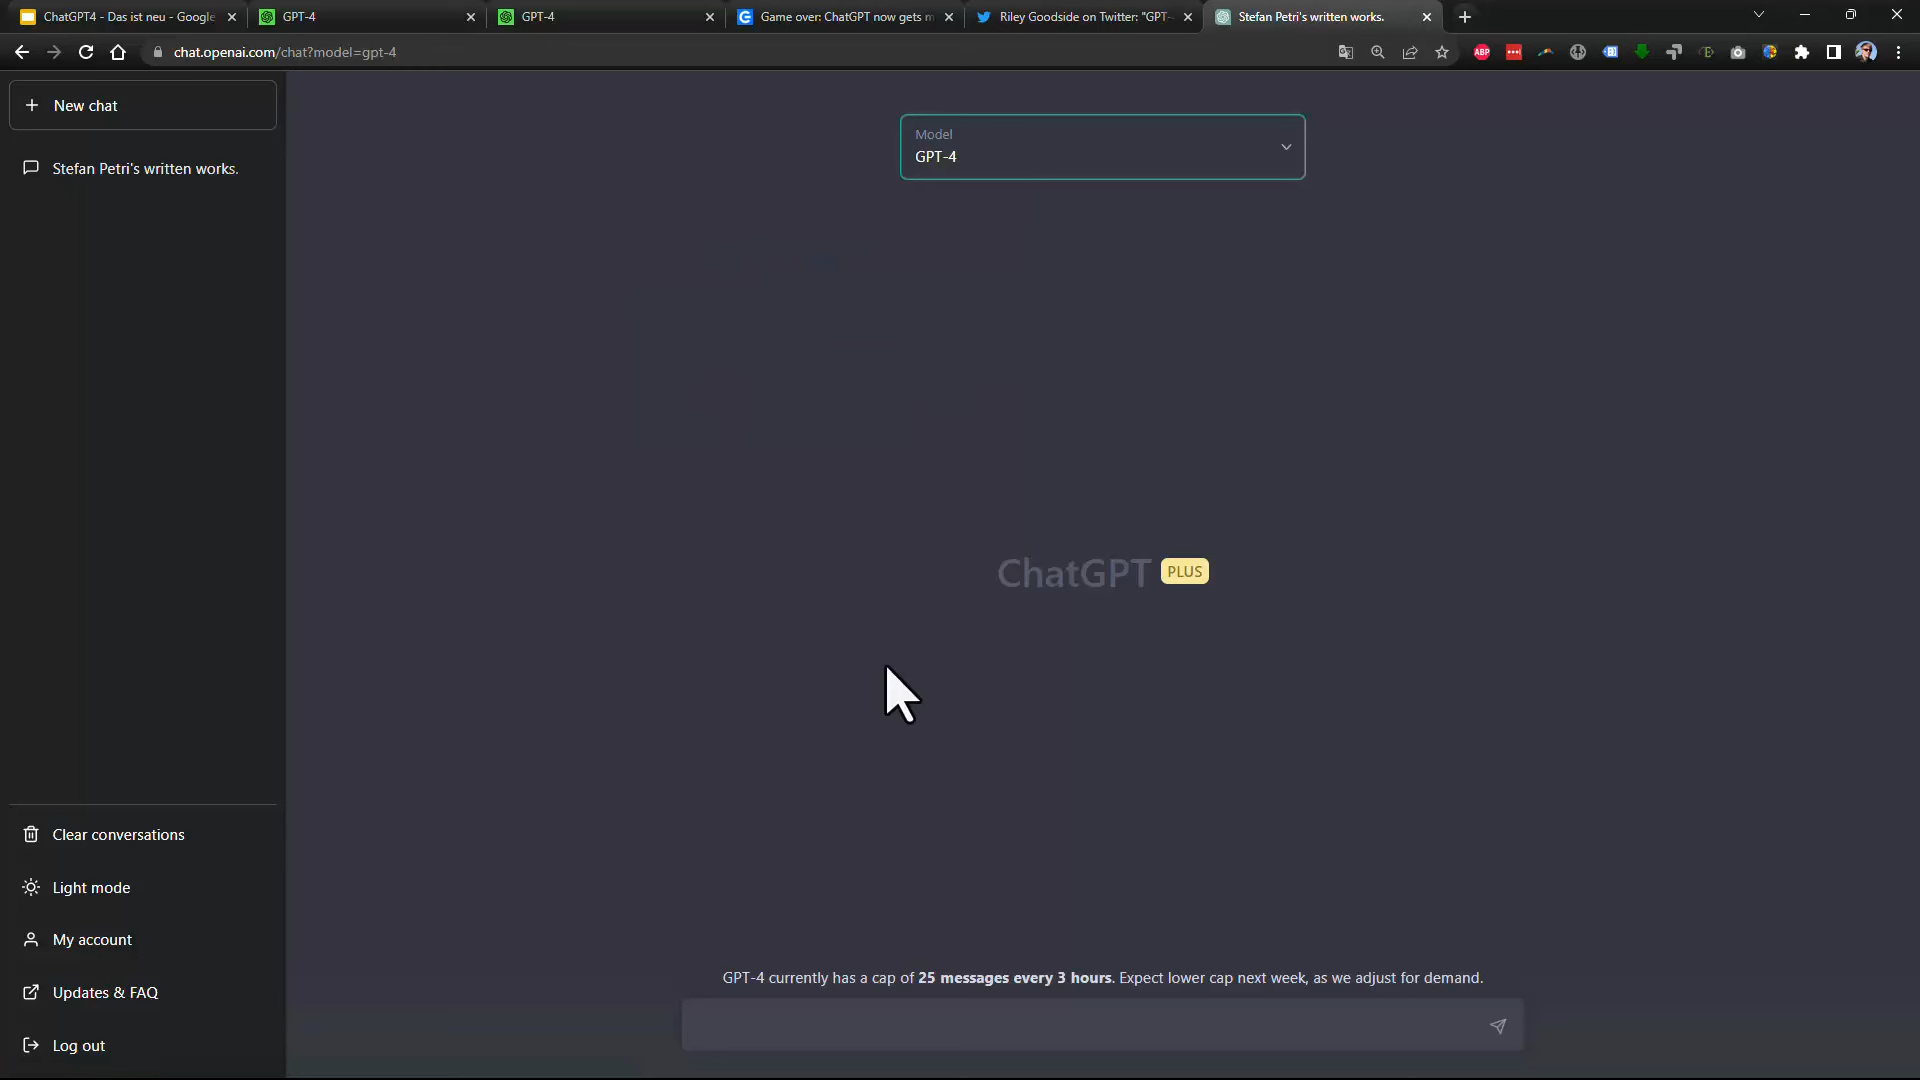 ChatGPT4 - Das ist neu - Google
GPT-4
GPT-4
Game over: ChatGPT now gets m
Riley Goodside on Twitter: "GPT-
Stefan Petri's written works.
chat.openai.com/chat?model=gpt-4
ABP
New chat
Stefan Petri's written works.
Model
GPT-4
ChatGPT PLUS
Clear conversations
Light mode
My account
Updates & FAQ
Log out
GPT-4 currently has a cap of 25 messages every 3 hours. Expect lower cap next week, as we adjust for demand.